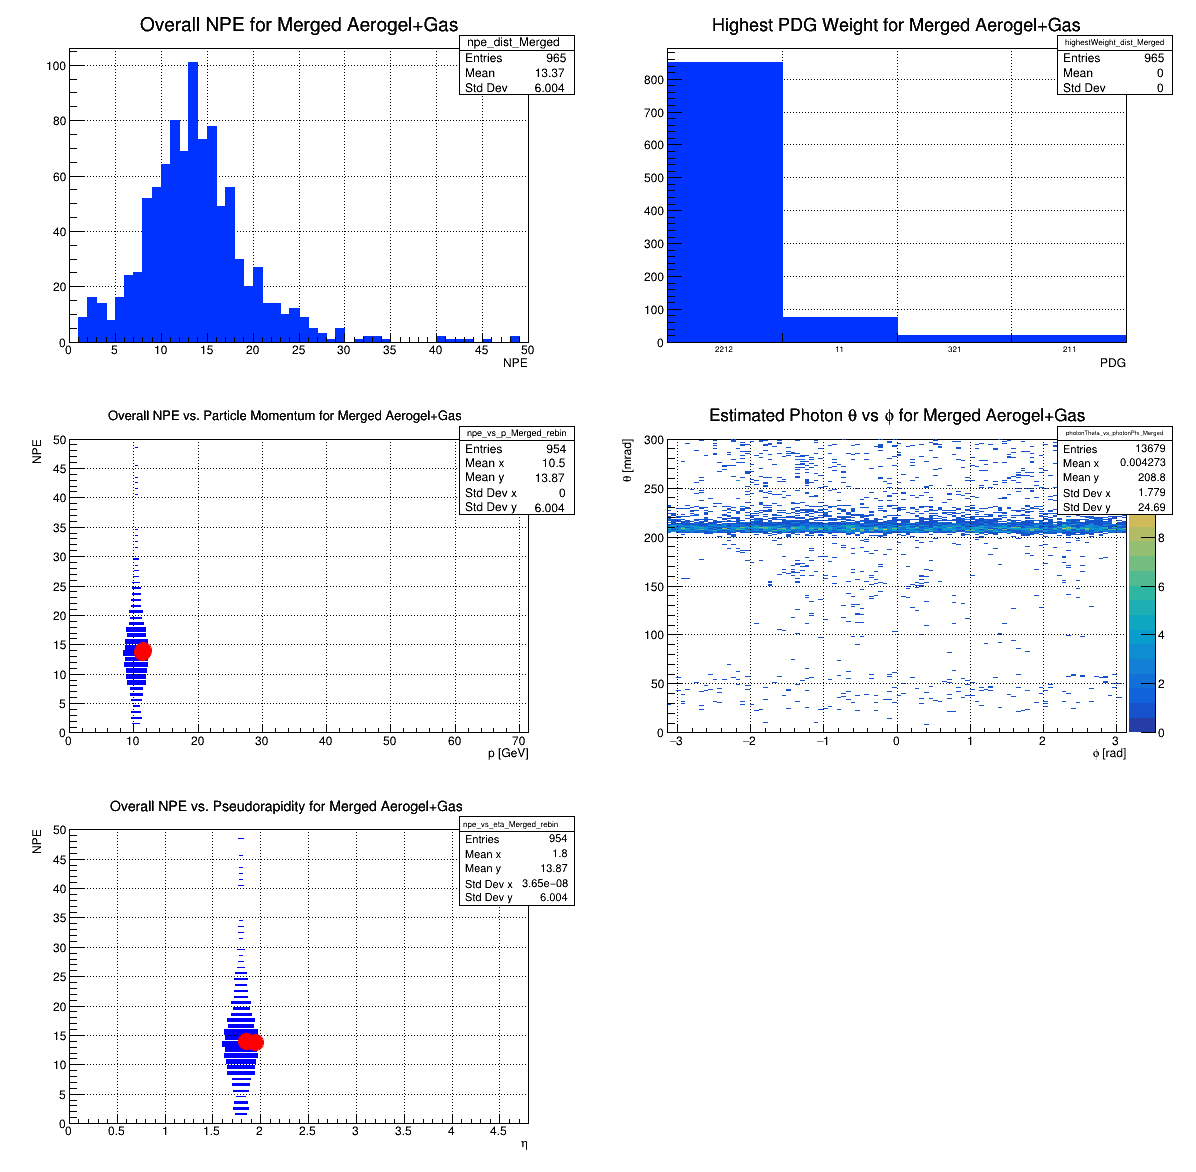 Overall NPE for Merged Aerogel+Gas
npe_dist_Merged
Entries 965
Mean 13.37
Std Dev 6.004
100
80
60
40
20
0
0 5 10 15 20 25 30 35 40 45 50
NPE
Highest PDG Weight for Merged Aerogel+Gas
highestWeight_dist_Merged
Entries 965
Mean 0
Std Dev 0
800
700
600
500
400
300
200
100
0
2212 11 321 211
PDG
Overall NPE vs. Particle Momentum for Merged Aerogel+Gas
npe_vs_p_Merged_rebin
Entries 954
Mean x 10.5
Mean y 13.87
Std Dev x 0
Std Dev y 6.004
NPE
50
45
40
35
30
25
20
15
10
5
0
0 10 20 30 40 50 60 70
p [GeV]
Estimated Photon θ vs ϕ for Merged Aerogel+Gas
photonTheta_vs_photonPhi_Merged
Entries 13679
Mean x 0.004273
Mean y 208.8
Std Dev x 1.779
Std Dev y 24.69
θ [mrad]
300
250
200
150
100
50
0
−3 −2 −1 0 1 2 3
ϕ [rad]
8
6
4
2
0
Overall NPE vs. Pseudorapidity for Merged Aerogel+Gas
npe_vs_eta_Merged_rebin
Entries 954
Mean x 1.8
Mean y 13.87
Std Dev x 3.65e−08
Std Dev y 6.004
NPE
50
45
40
35
30
25
20
15
10
5
0
0 0.5 1 1.5 2 2.5 3 3.5 4 4.5
η